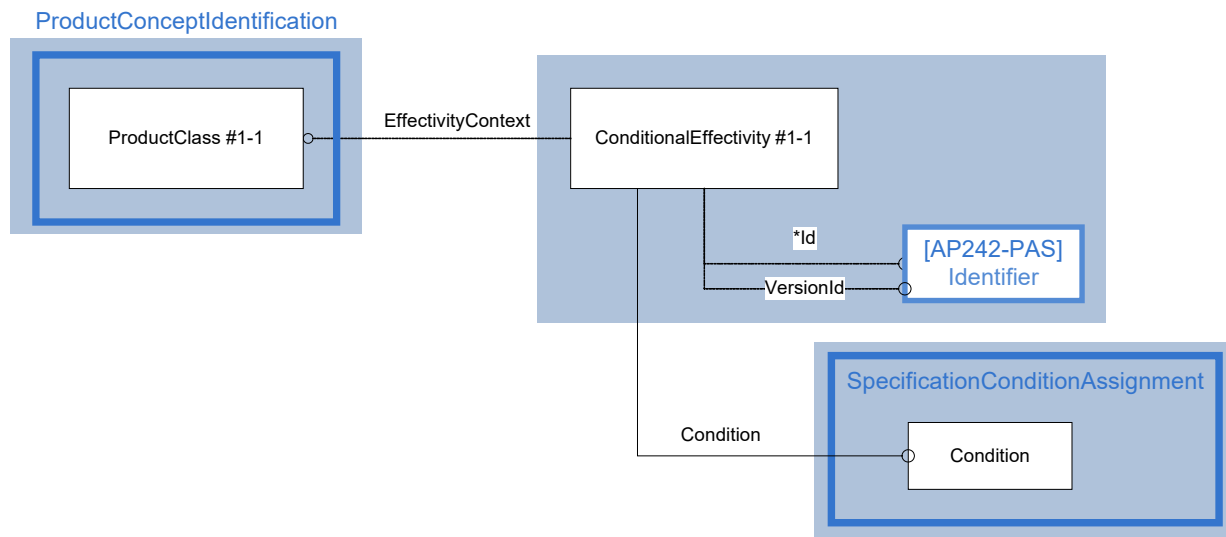 ProductConceptIdentification
ProductClass #1-1
EffectivityContext
ConditionalEffectivity #1-1
*Id
VersionId
[AP242-PAS]
Identifier
SpecificationConditionAssignment
Condition
Condition